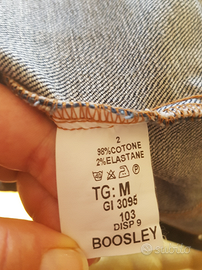 2
98%COTONE
2%ELASTANE
TG: M
GI 3095
103
DISP 9
BOOSLEY